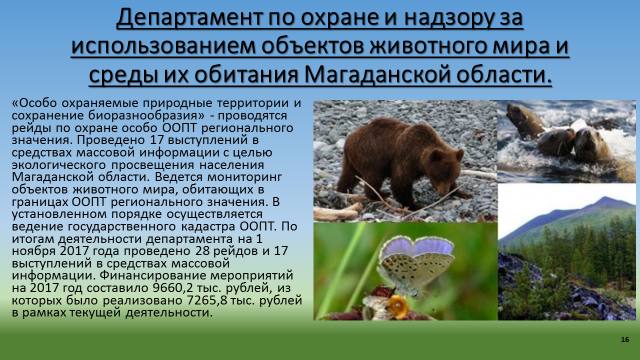 Департамент по охране и надзору за
использованием объектов животного мира и
среды их обитания Магаданской области.
«Особо охраняемые природные территории и
сохранение биоразнообразия» - проводятся
рейды по охране особо ООПТ регионального
значения. Проведено 17 выступлений в
средствах массовой информации с целью
экологического просвещения населения
Магаданской области. Ведется мониторинг
объектов животного мира, обитающих в
границах ООПТ регионального значения. В
установленном порядке осуществляется
ведение государственного кадастра ООПТ. По
итогам деятельности департамента на 1
ноября 2017 года проведено 28 рейдов и 17
выступлений в средствах массовой
информации. Финансирование мероприятий
на 2017 год составило 9660,2 тыс. рублей, из
которых было реализовано 7265,8 тыс. рублей
в рамках текущей деятельности.
16